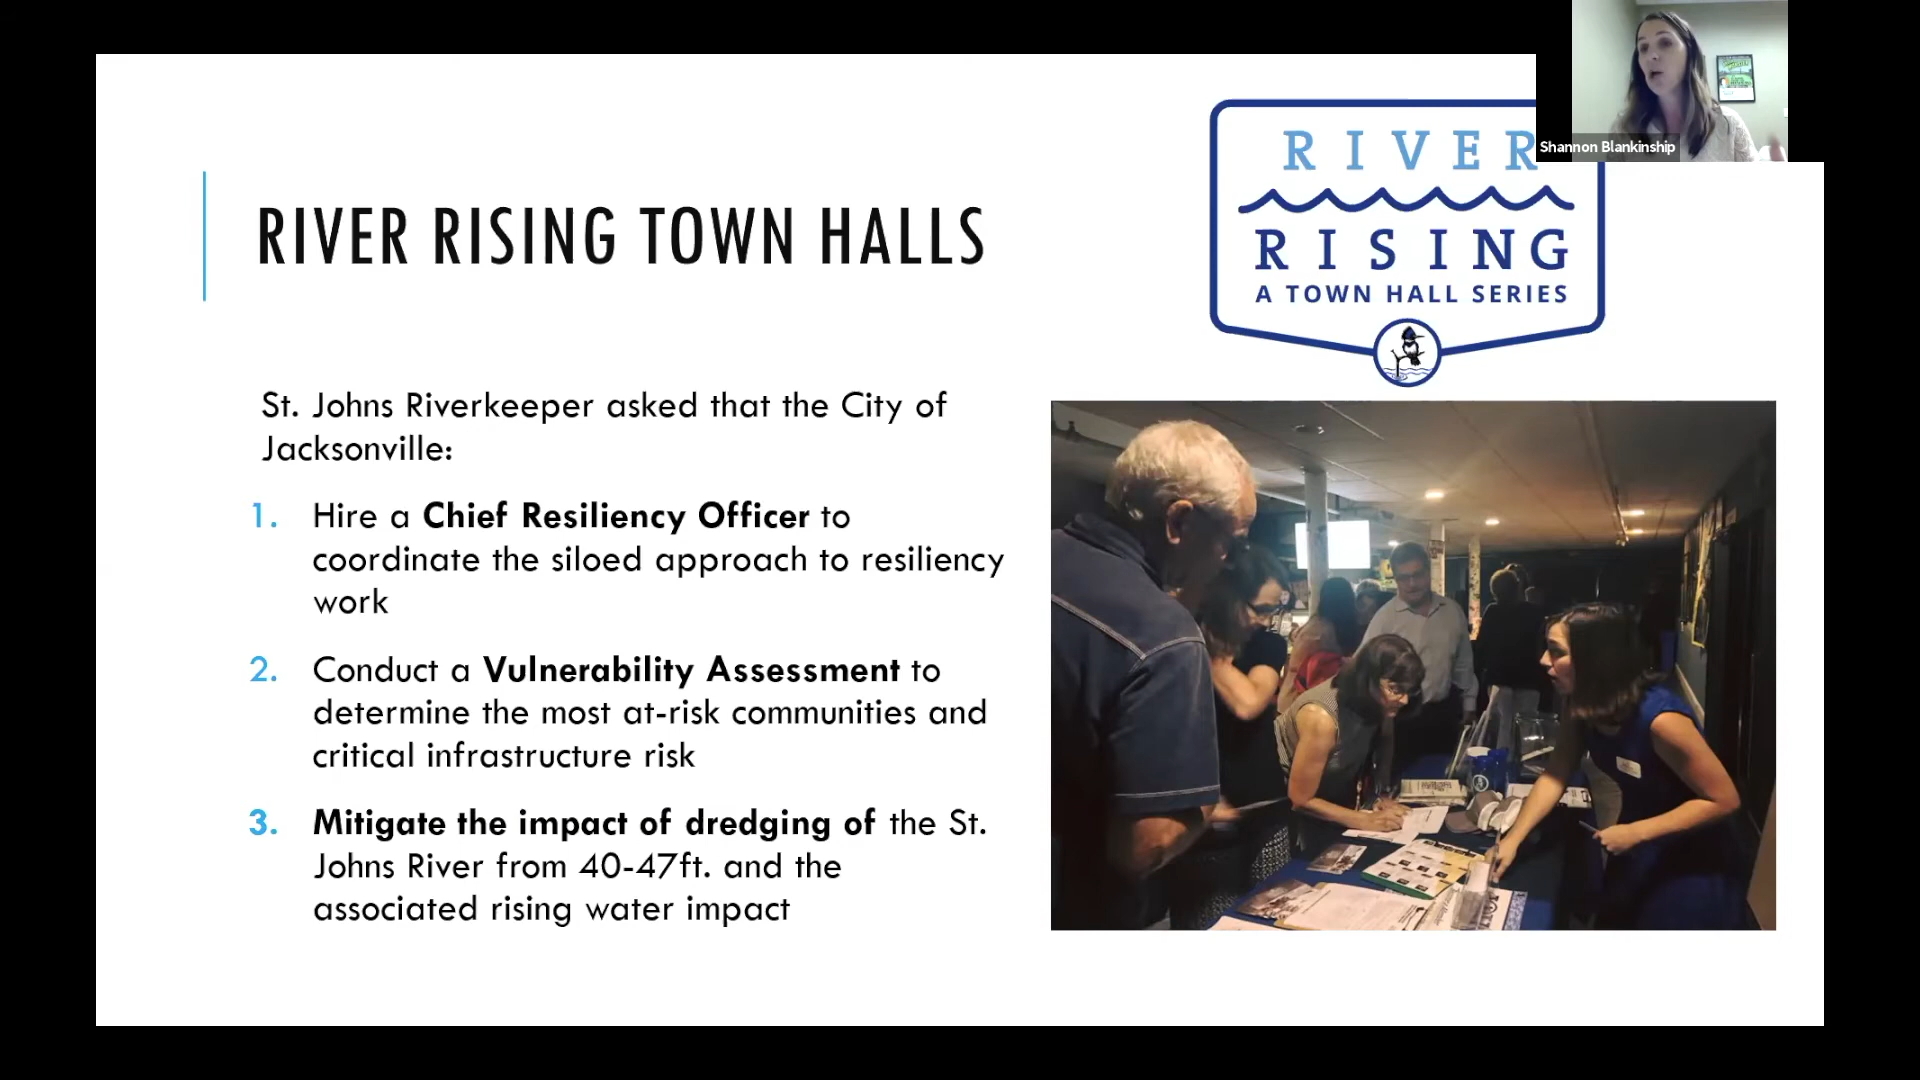 Shannon Blankinship
RIVER
RISING
A TOWN HALL SERIES
RIVER RISING TOWN HALLS
St. Johns Riverkeeper asked that the City of
Jacksonville:
1. Hire a Chief Resiliency Officer to
coordinate the siloed approach to resiliency
work
2. Conduct a Vulnerability Assessment to
determine the most at-risk communities and
critical infrastructure risk
3. Mitigate the impact of dredging of the St.
Johns River from 40-47ft. and the
associated rising water impact